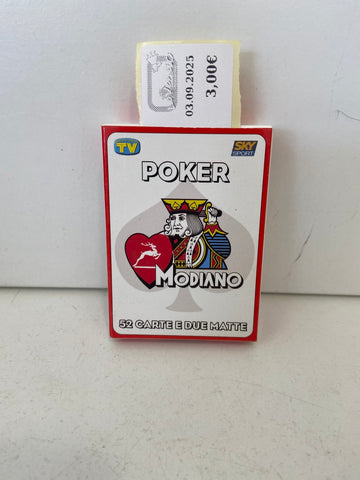 03.09.2025
3,00€
TV
SKY
SPORT
POKER
MODIANO
52 CARTE E DUE MATTE